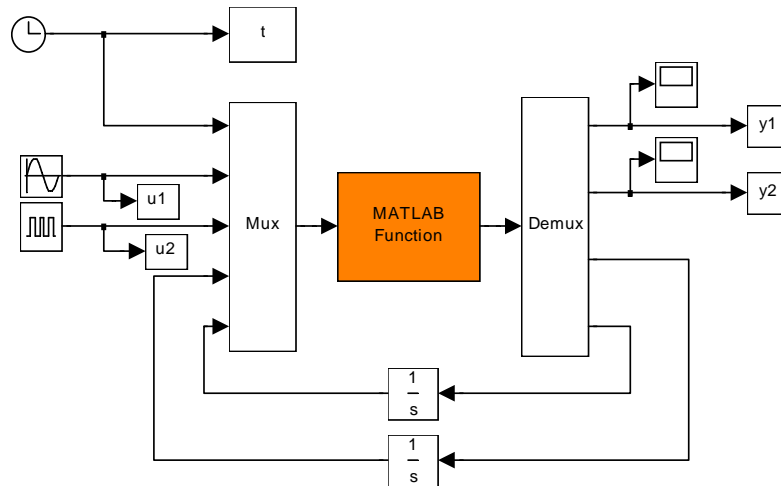 t
y1
u1
y2
MATLAB
Function
Mux
Demux
u2
1
s
1
s